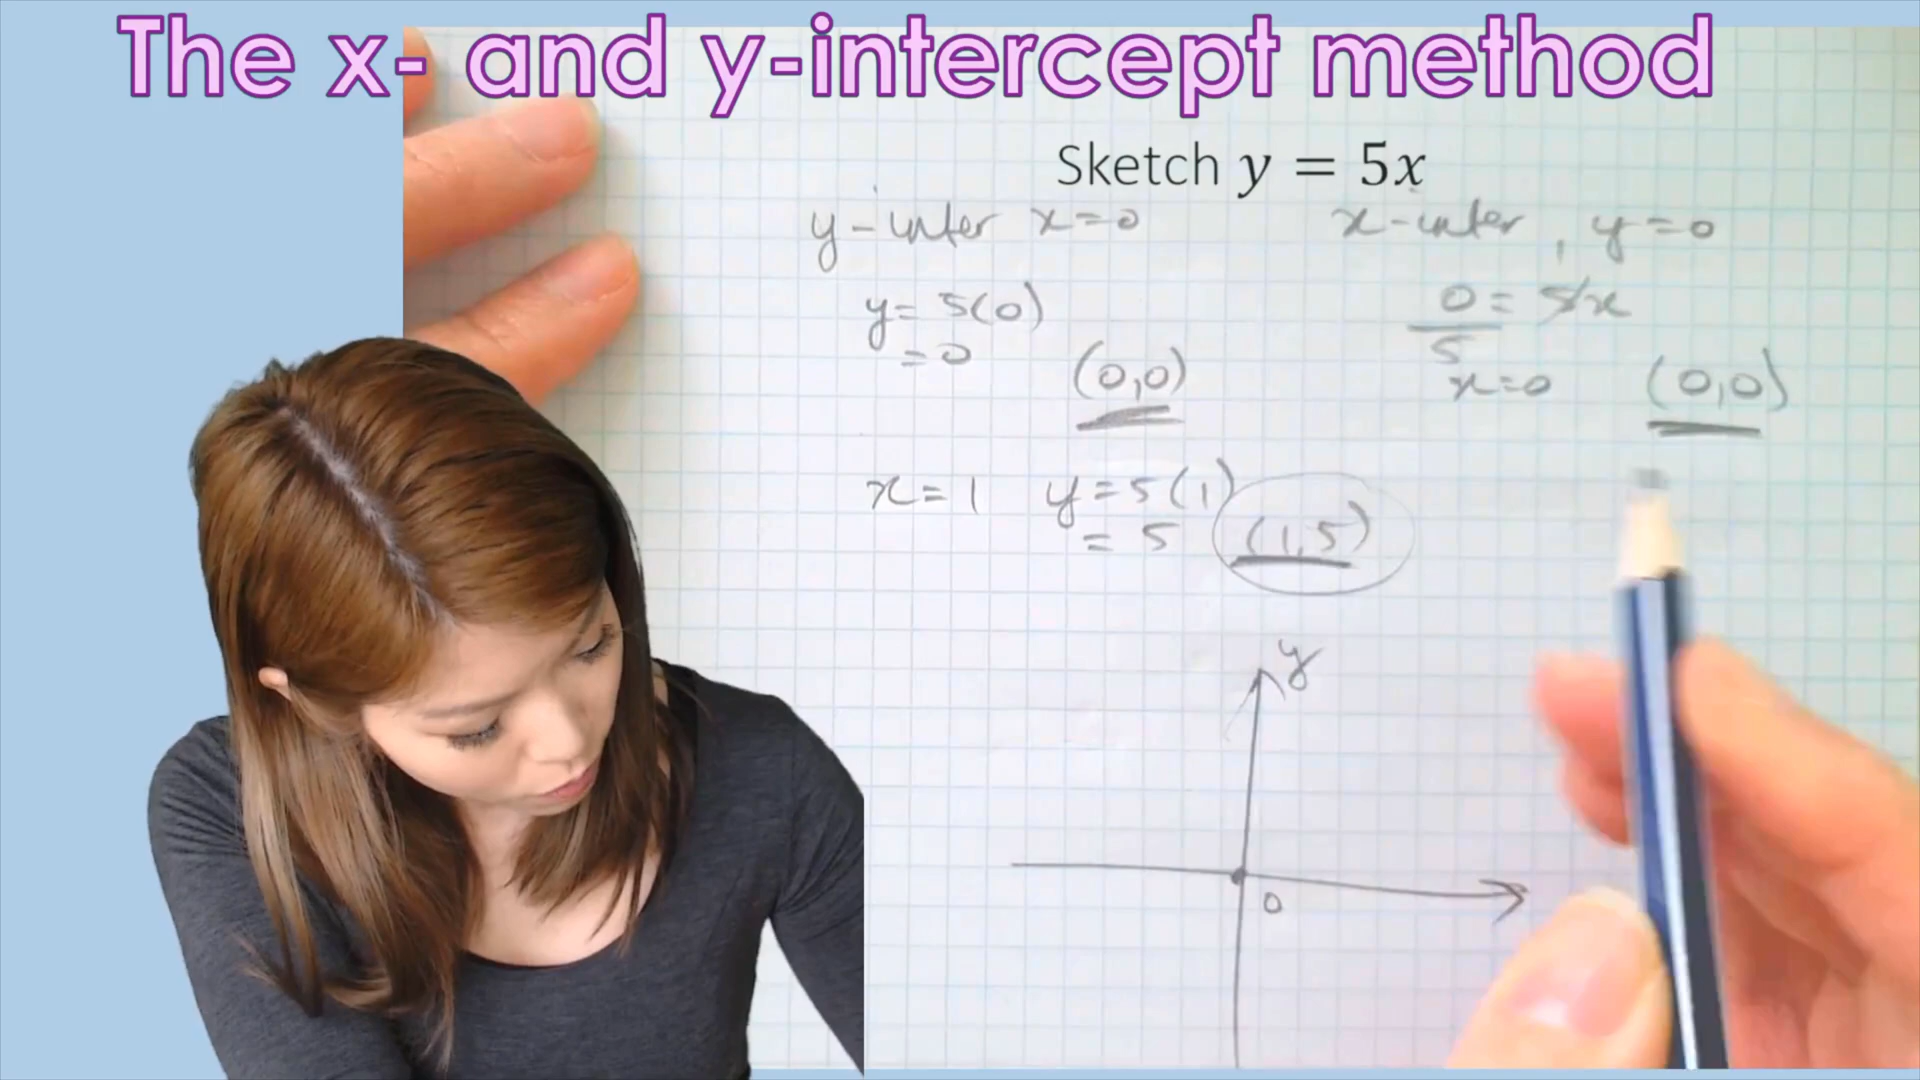 The x- and y-intercept method
Sketch y = 5x
y-inter x=0
x-inter, y=0
y= 5(0)
=0
(0,0)
0 = 5x
5
x=0
(0,0)
x=1 y=5(1)
= 5
(1,5)
y
0